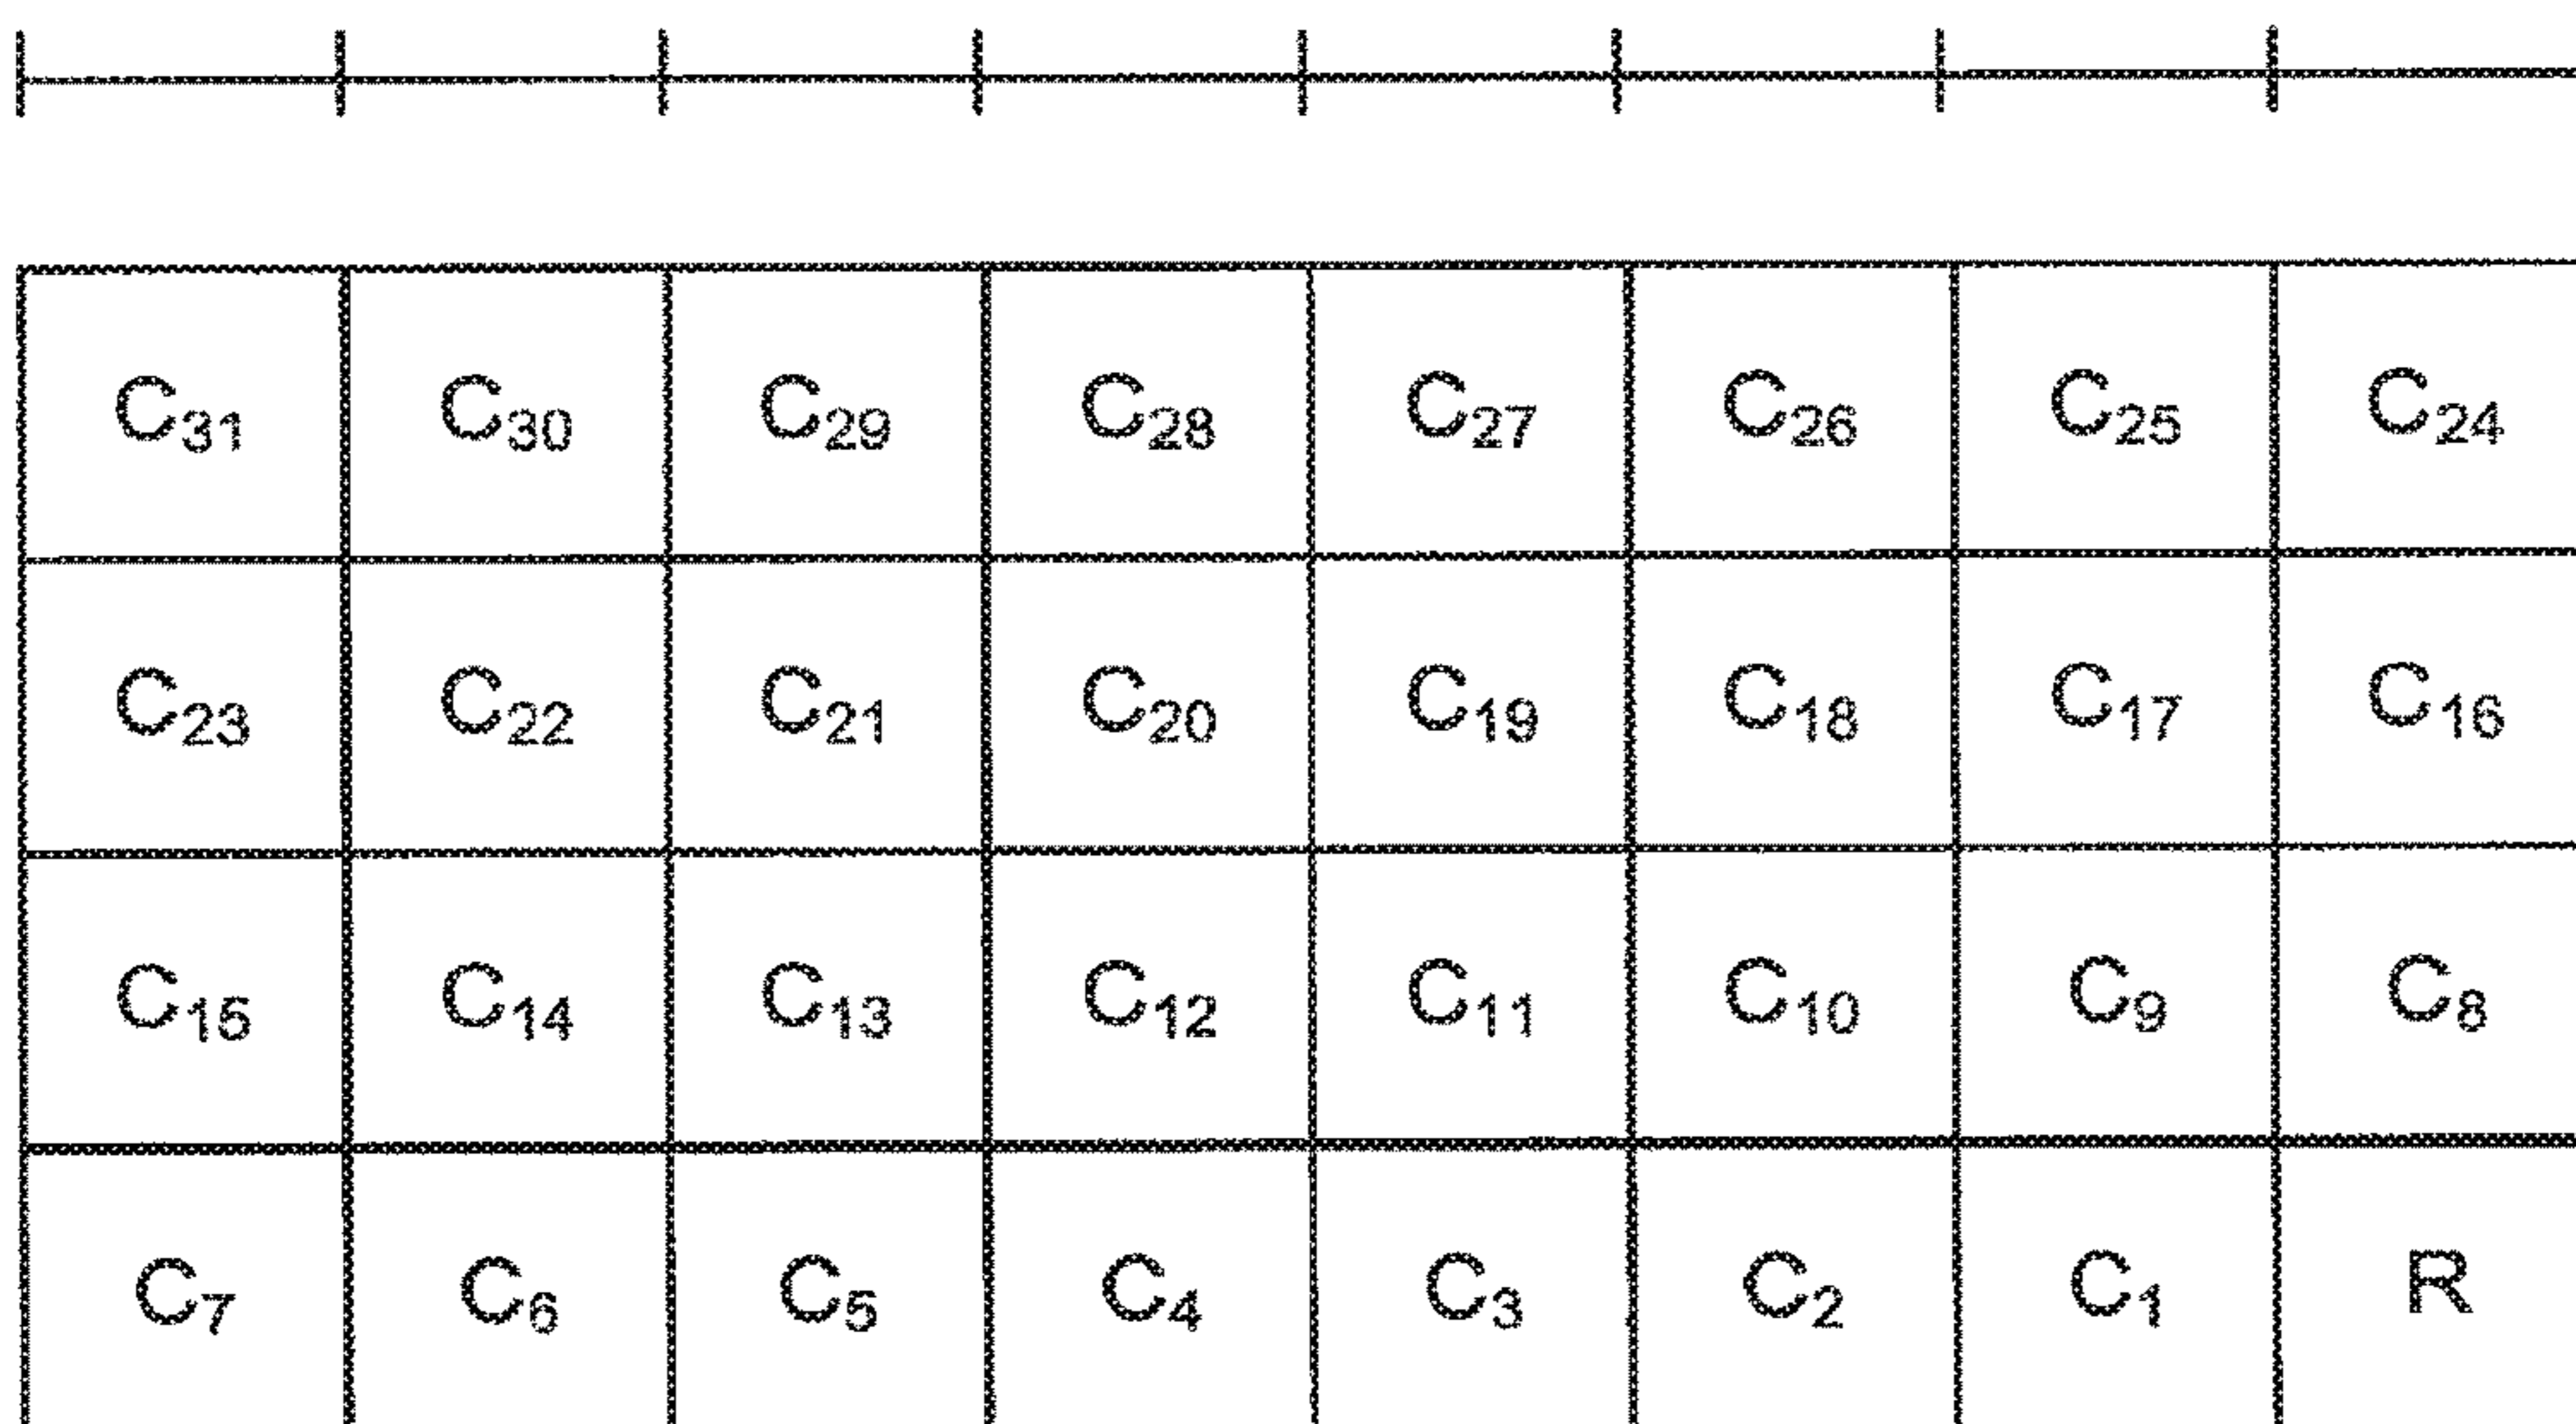 C₃₁ C₃₀ C₂₉ C₂₈ C₂₇ C₂₆ C₂₅ C₂₄
C₂₃ C₂₂ C₂₁ C₂₀ C₁₉ C₁₈ C₁₇ C₁₆
C₁₅ C₁₄ C₁₃ C₁₂ C₁₁ C₁₀ C₉ C₈
C₇ C₆ C₅ C₄ C₃ C₂ C₁ R